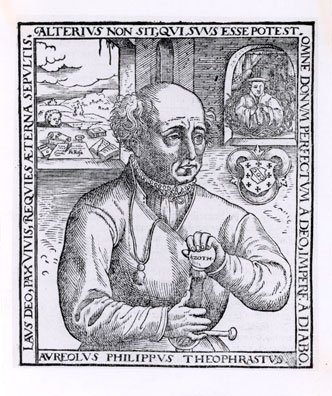 ALTERIVS NON SIT, QVI SVVS ESSE POTEST.
OMNE DONVM PERFECTVM A DEO, IMPERF. A DIABO.
LAVS DEO, PAX VIVIS, REQVIES ÆTERNA SEPVLTIS.
AZOTH
AVREOLVS PHILIPPVS THEOPHRASTVS.